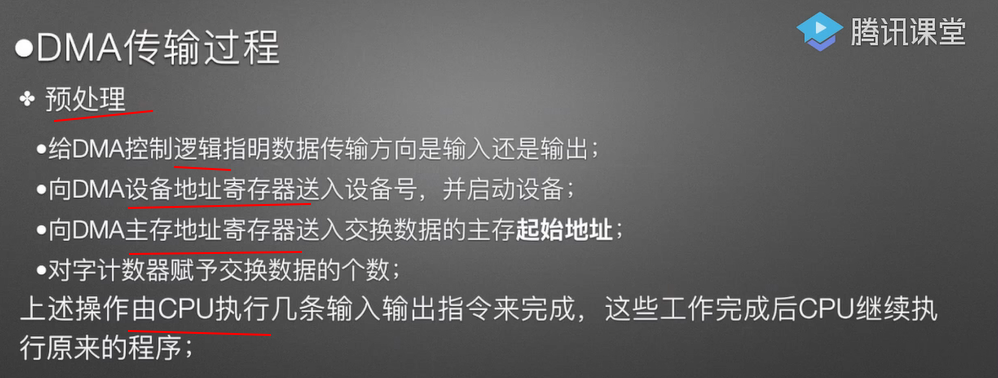 腾讯课堂
●DMA传输过程
✤ 预处理
●给DMA控制逻辑指明数据传输方向是输入还是输出；
●向DMA设备地址寄存器送入设备号，并启动设备；
●向DMA主存地址寄存器送入交换数据的主存起始地址；
●对字计数器赋予交换数据的个数；
上述操作由CPU执行几条输入输出指令来完成，这些工作完成后CPU继续执
行原来的程序；